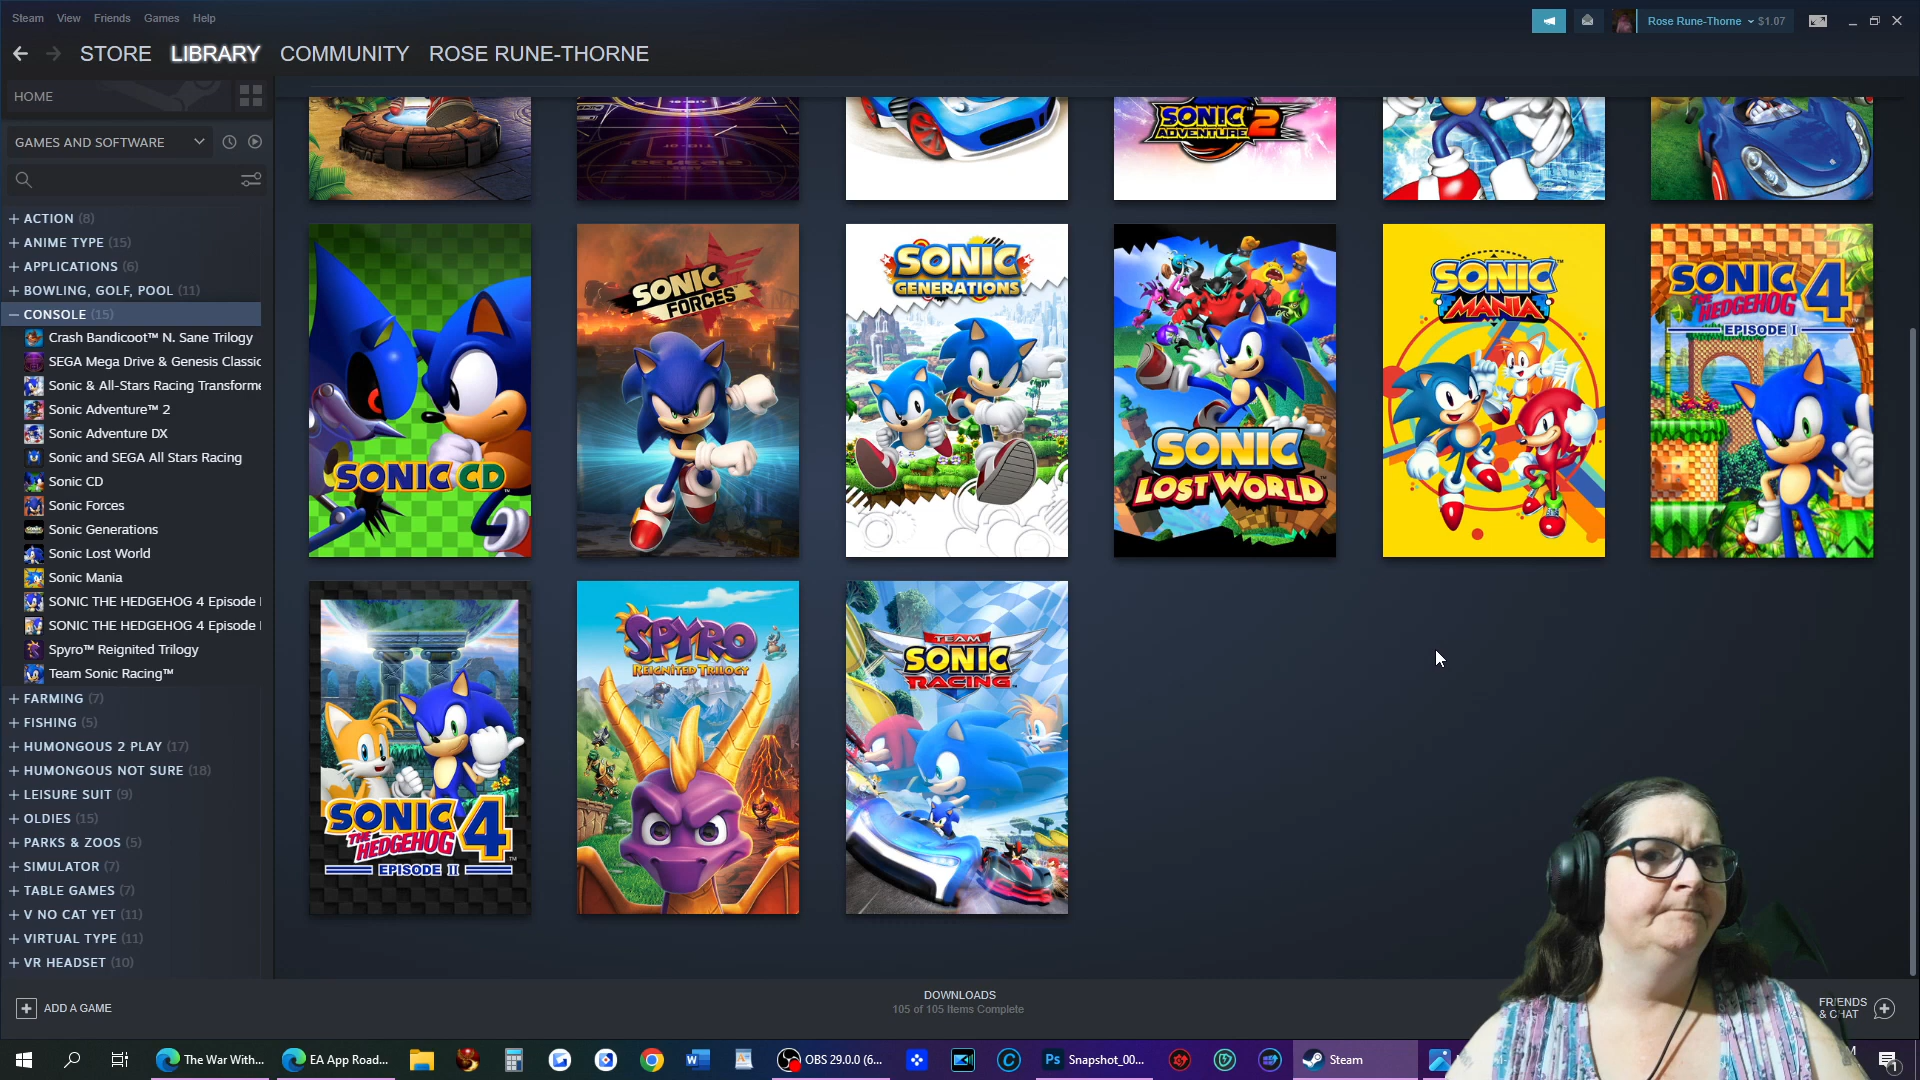 Steam View Friends Games Help
Rose Rune-Thorne $1.07
STORE LIBRARY COMMUNITY ROSE RUNE-THORNE
HOME
GAMES AND SOFTWARE
ACTION (8)
ANIME TYPE (15)
APPLICATIONS (6)
BOWLING, GOLF, POOL (11)
CONSOLE (15)
Crash Bandicoot™ N. Sane Trilogy
SEGA Mega Drive & Genesis Classic
Sonic & All-Stars Racing Transforme
Sonic Adventure™ 2
Sonic Adventure DX
Sonic and SEGA All Stars Racing
Sonic CD
Sonic Forces
Sonic Generations
Sonic Lost World
Sonic Mania
SONIC THE HEDGEHOG 4 Episode
SONIC THE HEDGEHOG 4 Episode
Spyro™ Reignited Trilogy
Team Sonic Racing™
FARMING (7)
FISHING (5)
HUMONGOUS 2 PLAY (17)
HUMONGOUS NOT SURE (18)
LEISURE SUIT (9)
OLDIES (15)
PARKS & ZOOS (5)
SIMULATOR (7)
TABLE GAMES (7)
V NO CAT YET (11)
VIRTUAL TYPE (11)
VR HEADSET (10)
GENESIS
SONIC™
ADVENTURE 2
SONIC CD
SONIC
FORCES
SONIC
GENERATIONS
SONIC
LOST WORLD
SONIC
MANIA
SONIC
THE HEDGEHOG 4
EPISODE I
SONIC
THE HEDGEHOG 4
EPISODE II
SPYRO
REIGNITED TRILOGY
TEAM
SONIC
RACING
ADD A GAME
DOWNLOADS
105 of 105 Items Complete
FRIENDS
& CHAT
The War With... EA App Road... OBS 29.0.0 (6... Snapshot_00... Steam